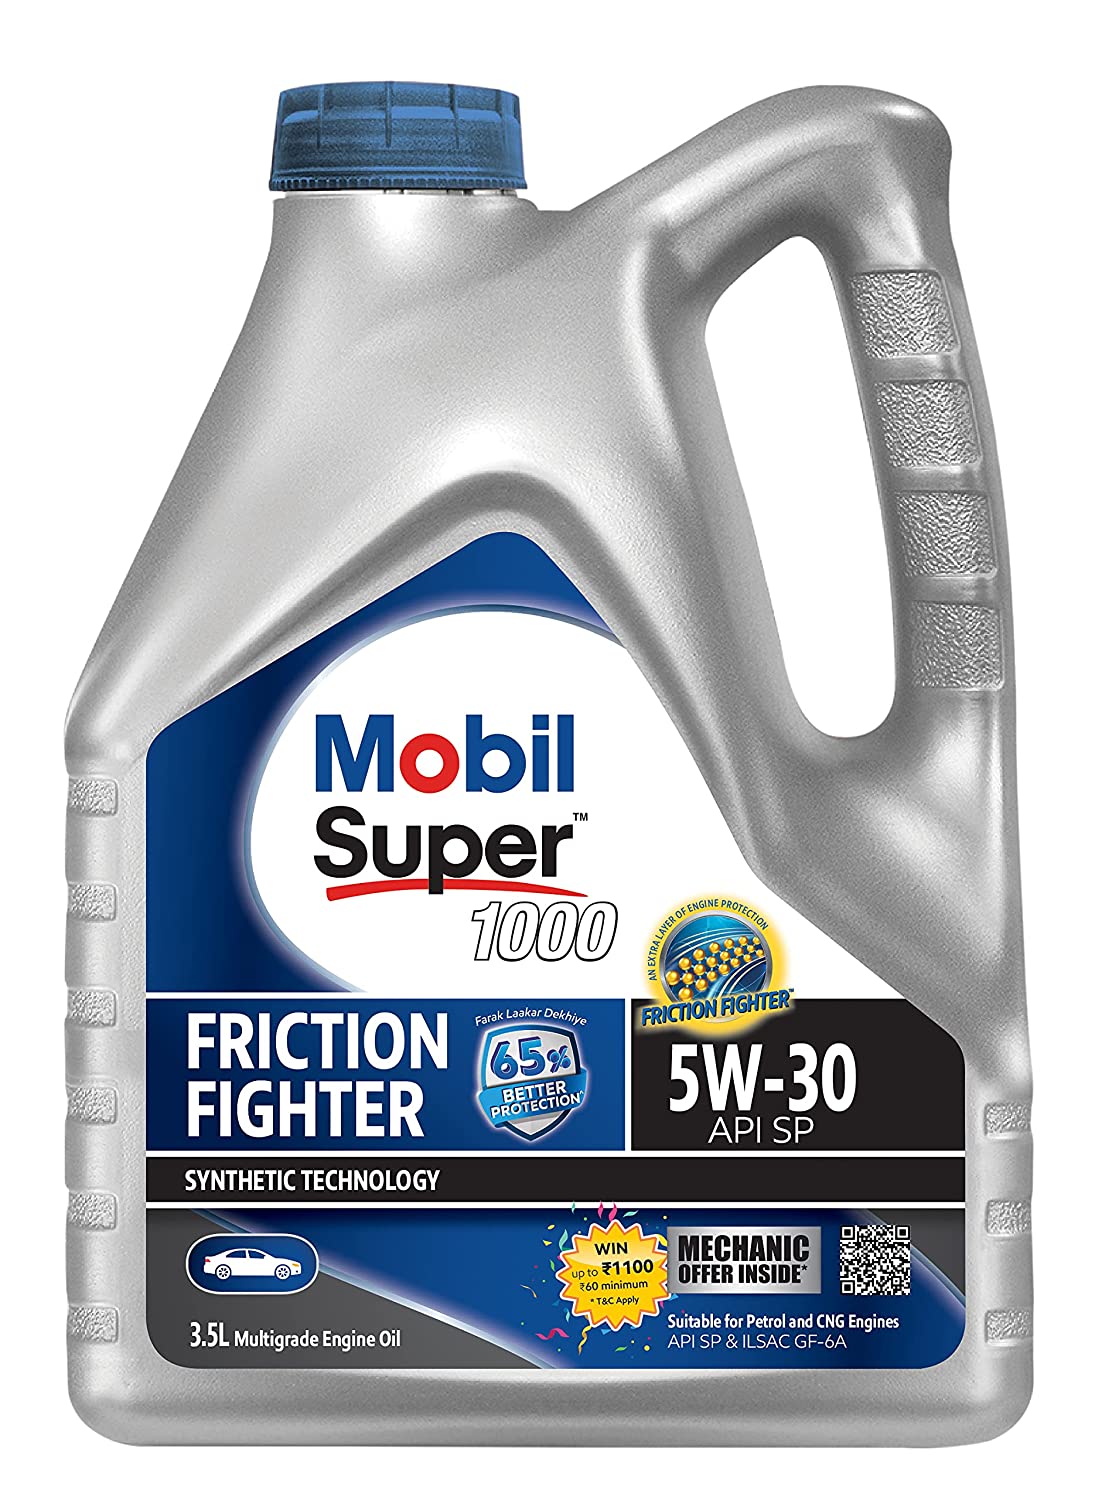 Mobil
Super™
1000
AN EXTRA LAYER OF ENGINE PROTECTION
FRICTION FIGHTER™
FRICTION
FIGHTER
Farak Laakar Dekhiye
65%
BETTER
PROTECTION^
5W-30
API SP
SYNTHETIC TECHNOLOGY
WIN
up to ₹1100
₹60 minimum
*T&C Apply
MECHANIC
OFFER INSIDE*
3.5L Multigrade Engine Oil
Suitable for Petrol and CNG Engines
API SP & ILSAC GF-6A